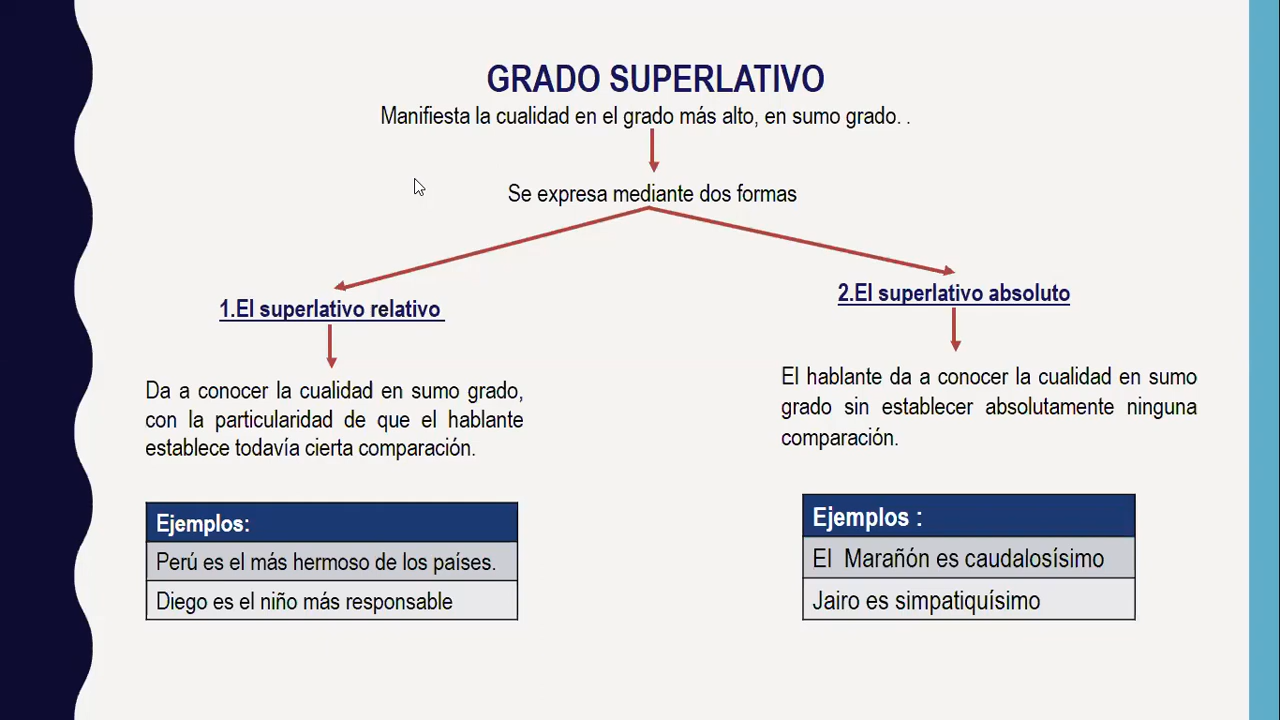 GRADO SUPERLATIVO
Manifiesta la cualidad en el grado más alto, en sumo grado. .
Se expresa mediante dos formas
1.El superlativo relativo
Da a conocer la cualidad en sumo grado,
con la particularidad de que el hablante
establece todavía cierta comparación.
Ejemplos:
Perú es el más hermoso de los países.
Diego es el niño más responsable
2.El superlativo absoluto
El hablante da a conocer la cualidad en sumo
grado sin establecer absolutamente ninguna
comparación.
Ejemplos :
El  Marañón es caudalosísimo
Jairo es simpatiquísimo